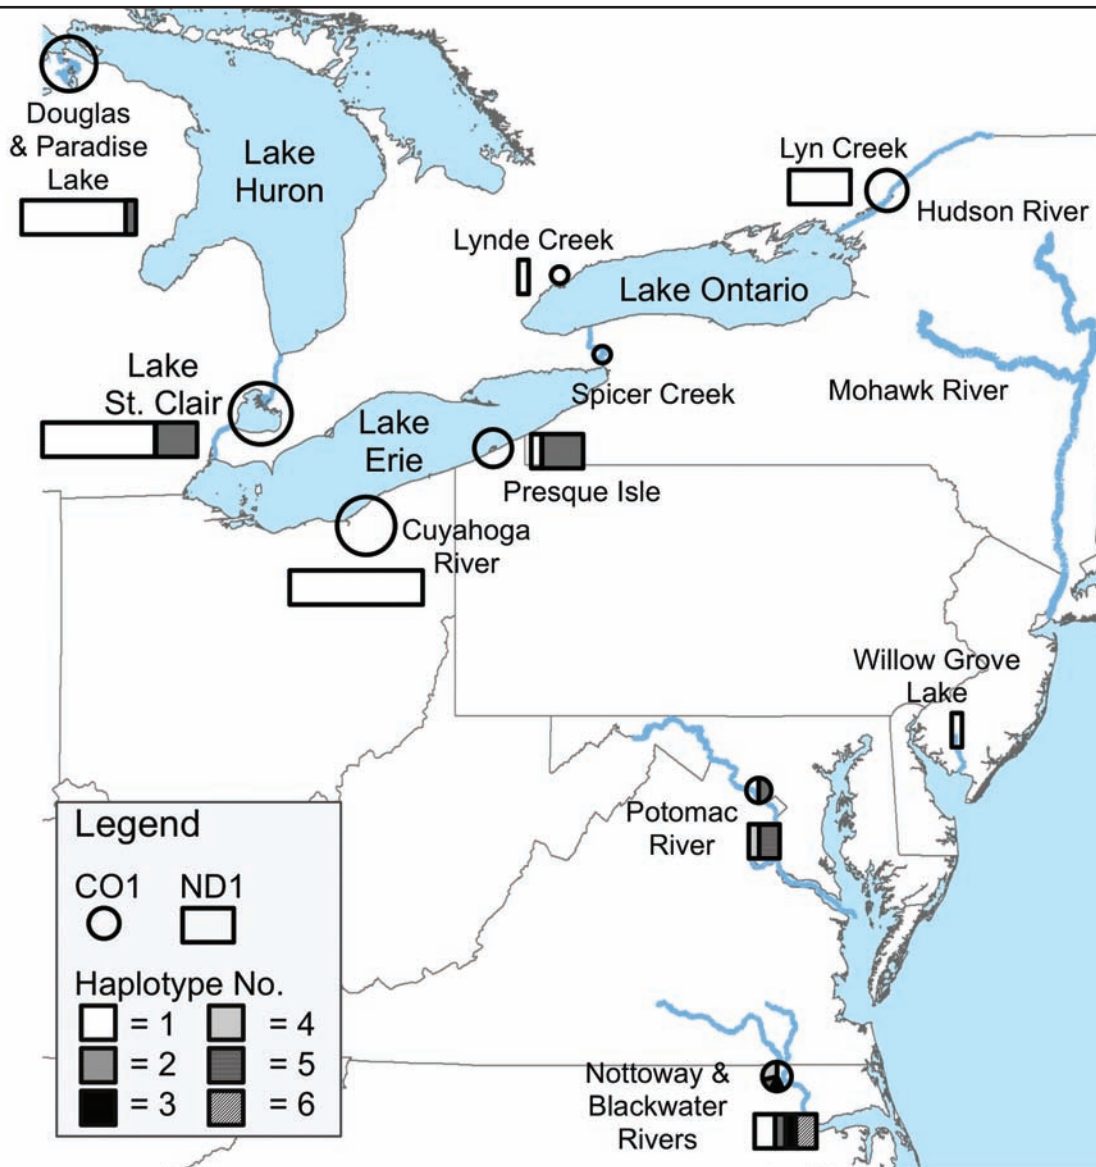 Douglas
& Paradise
Lake
Lake
Huron
Lyn Creek
Hudson River
Lynde Creek
Lake Ontario
Lake
St. Clair
Spicer Creek
Mohawk River
Lake
Erie
Presque Isle
Cuyahoga
River
Willow Grove
Lake
Potomac
River
Nottoway &
Blackwater
Rivers
Legend
CO1 ND1
Haplotype No.
= 1 = 4
= 2 = 5
= 3 = 6